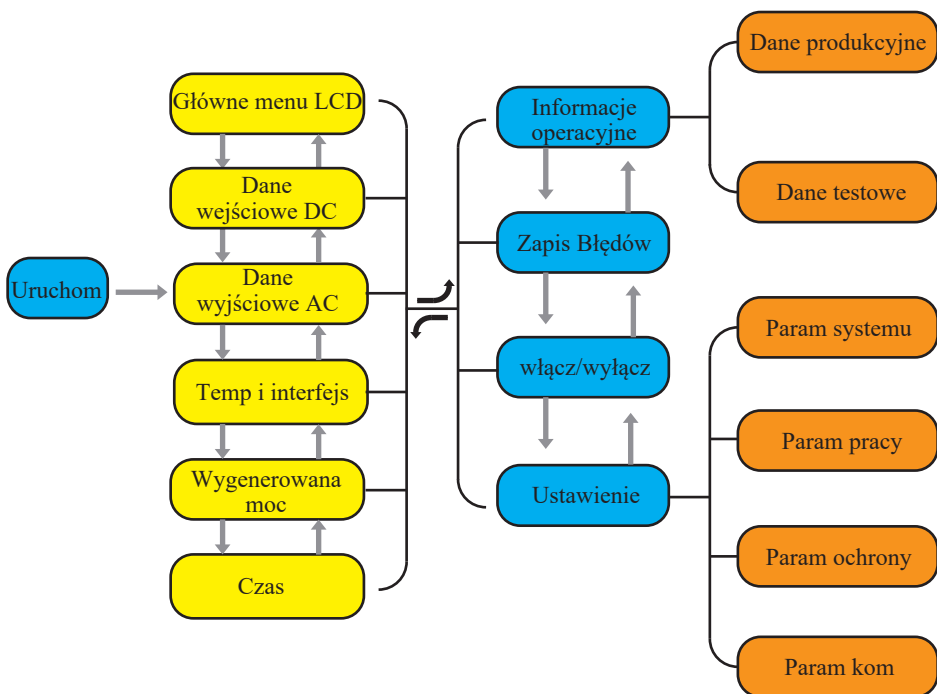 Uruchom
Główne menu LCD
Dane
wejściowe DC
Dane
wyjściowe AC
Temp i interfejs
Wygenerowana
moc
Czas
Informacje
operacyjne
Zapis Błędów
włącz/wyłącz
Ustawienie
Dane produkcyjne
Dane testowe
Param systemu
Param pracy
Param ochrony
Param kom